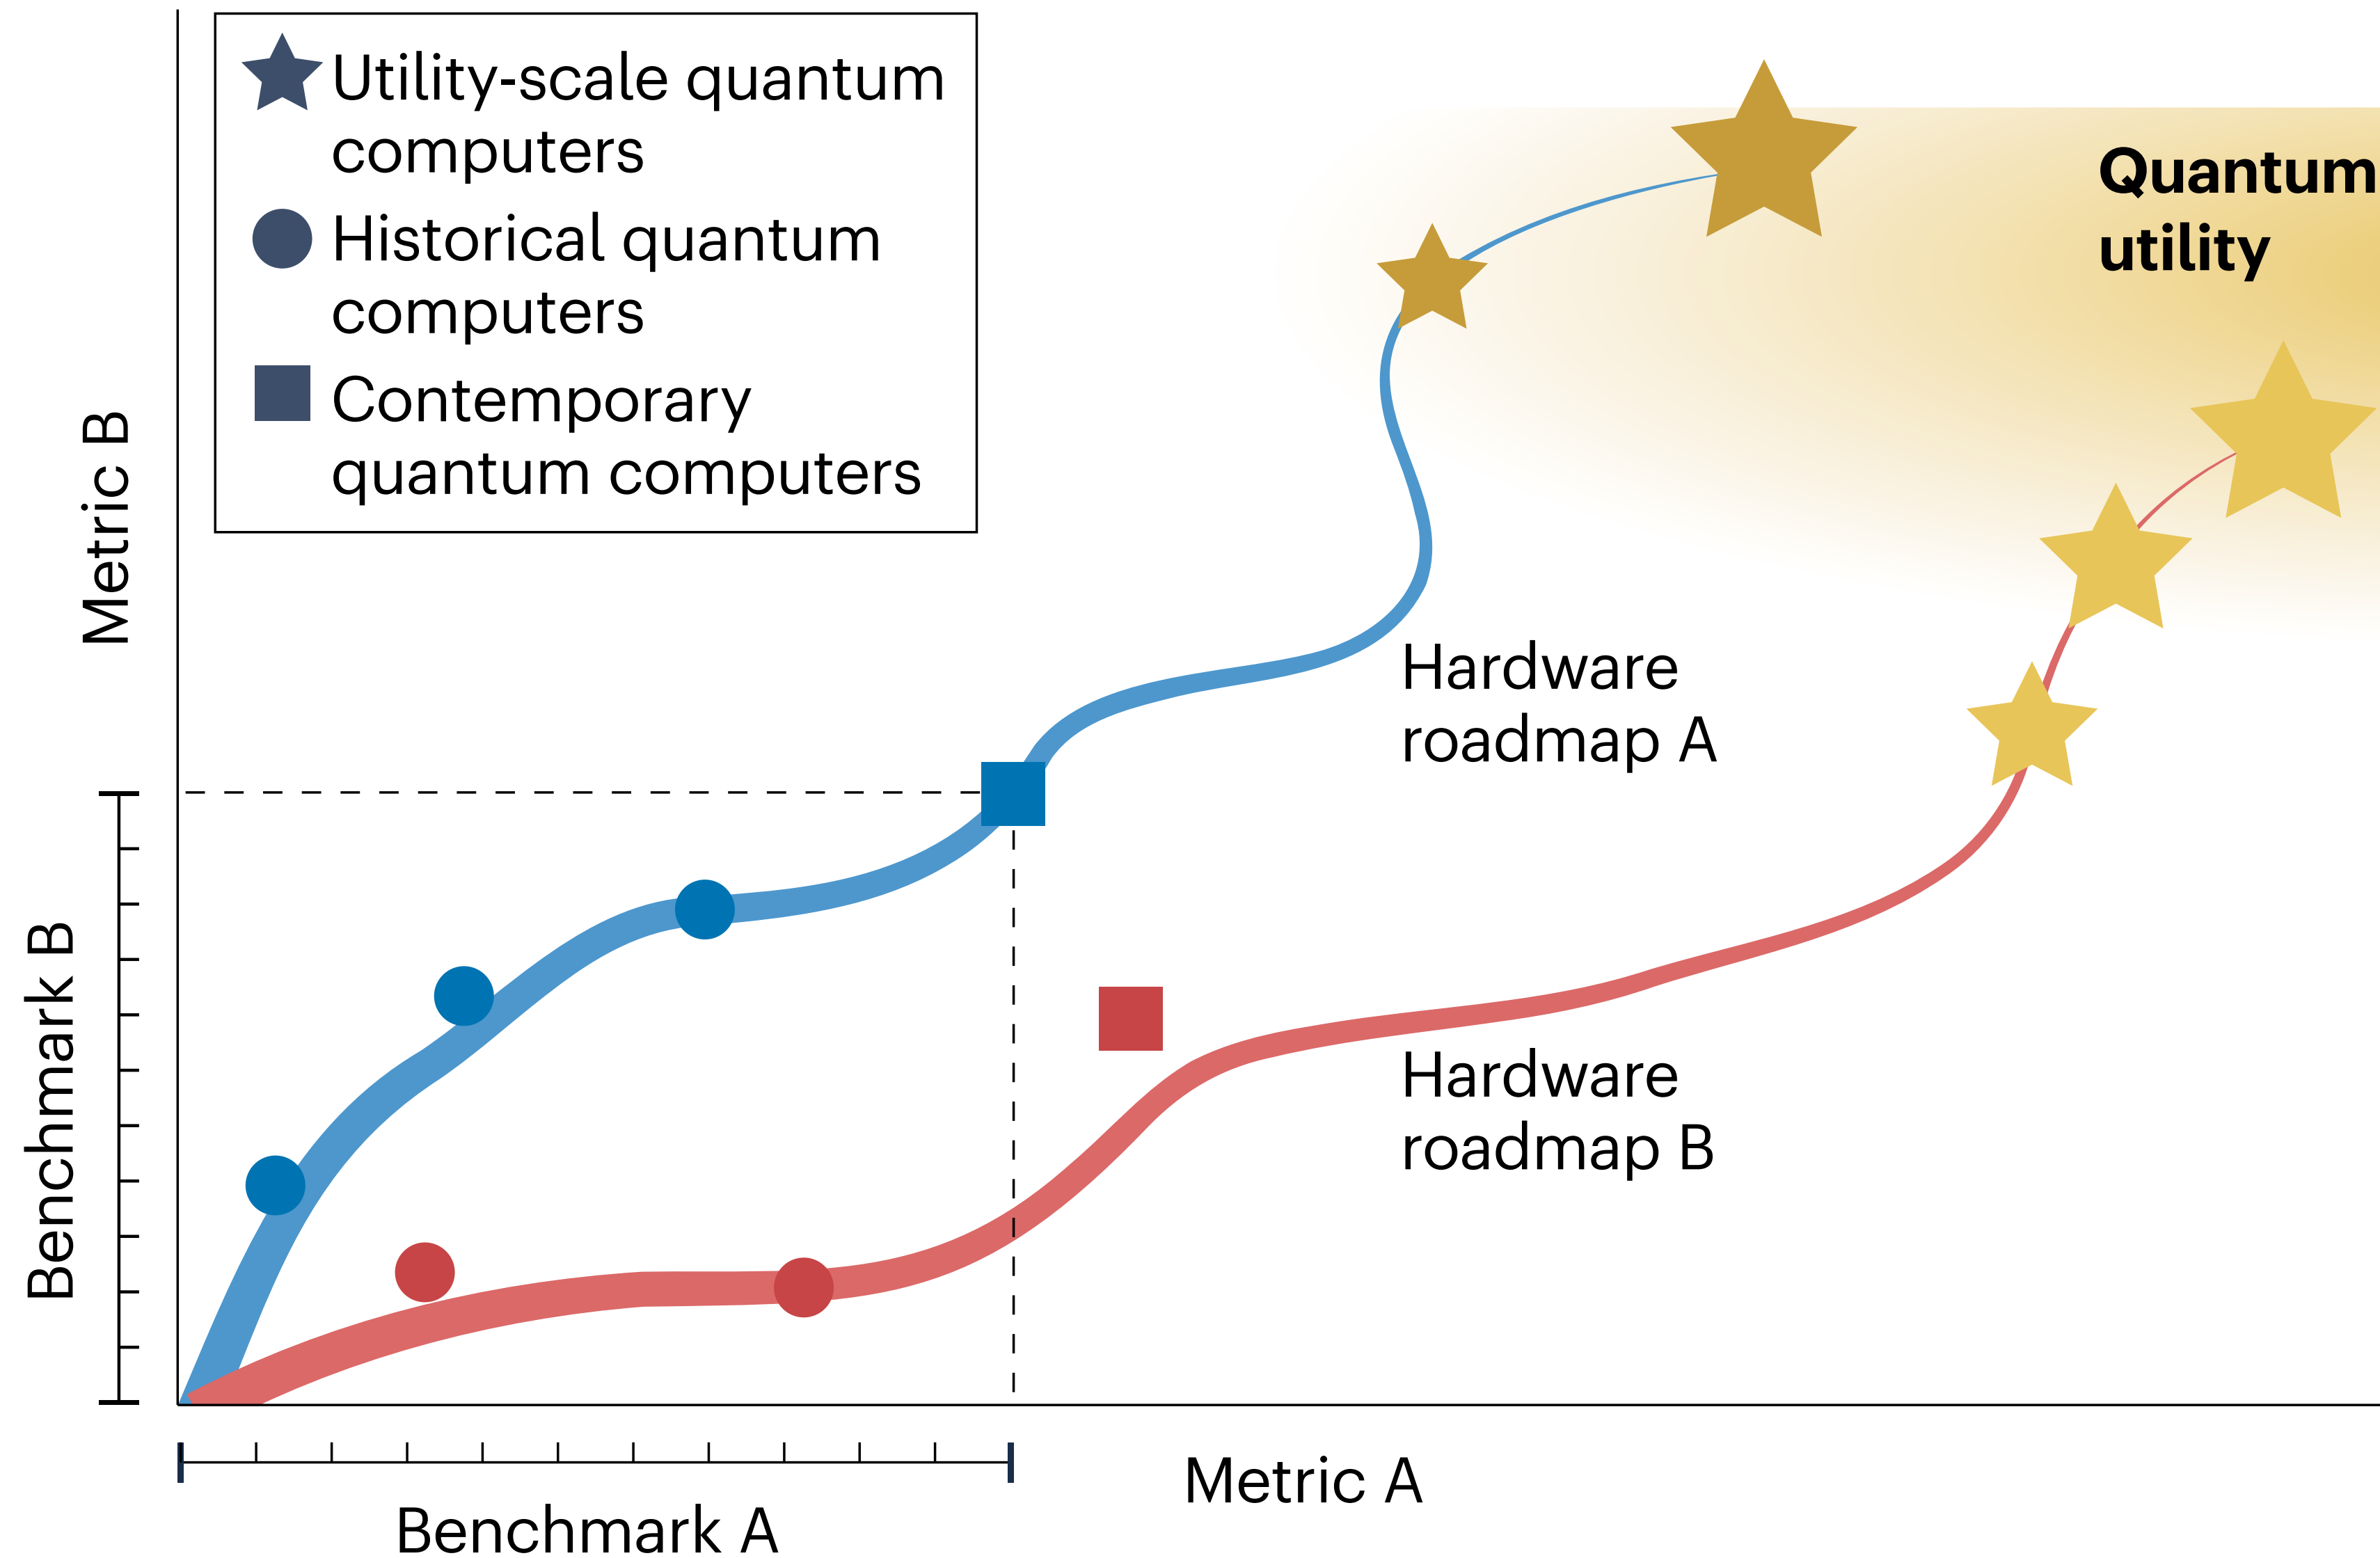 Utility-scale quantum
computers
Historical quantum
computers
Contemporary
quantum computers
Quantum
utility
Metric B
Hardware
roadmap A
Benchmark B
Hardware
roadmap B
Metric A
Benchmark A